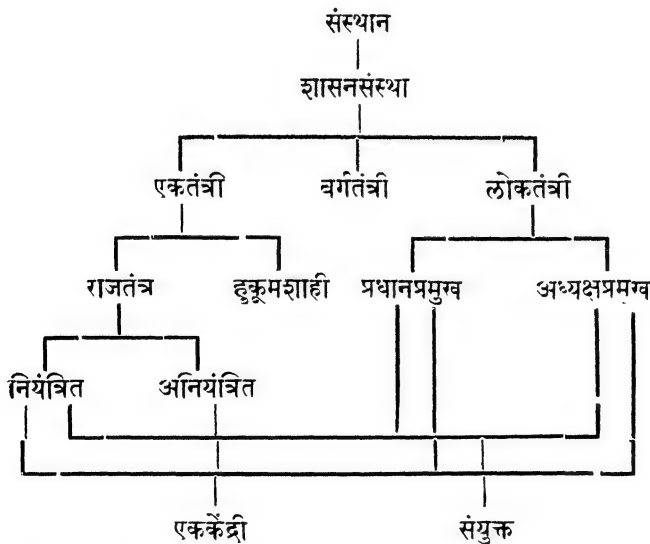 संस्थान
शासनसंस्था
एकतंत्री वर्गतंत्री लोकतंत्री
राजतंत्र हुकूमशाही प्रधानप्रमुख अध्यक्षप्रमुख
नियंत्रित अनियंत्रित
एककेंद्री संयुक्त